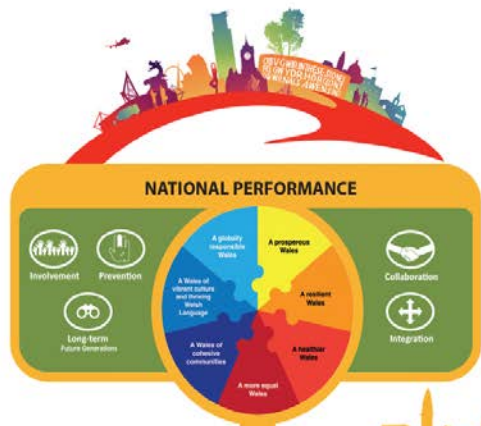 NATIONAL PERFORMANCE
Involvement
Prevention
Long-term
Future Generations
A globally
responsible
Wales
A prosperous
Wales
A Wales of
vibrant culture
and thriving
Welsh
Language
A resilient
Wales
A Wales of
cohesive
communities
A healthier
Wales
A more equal
Wales
Collaboration
Integration